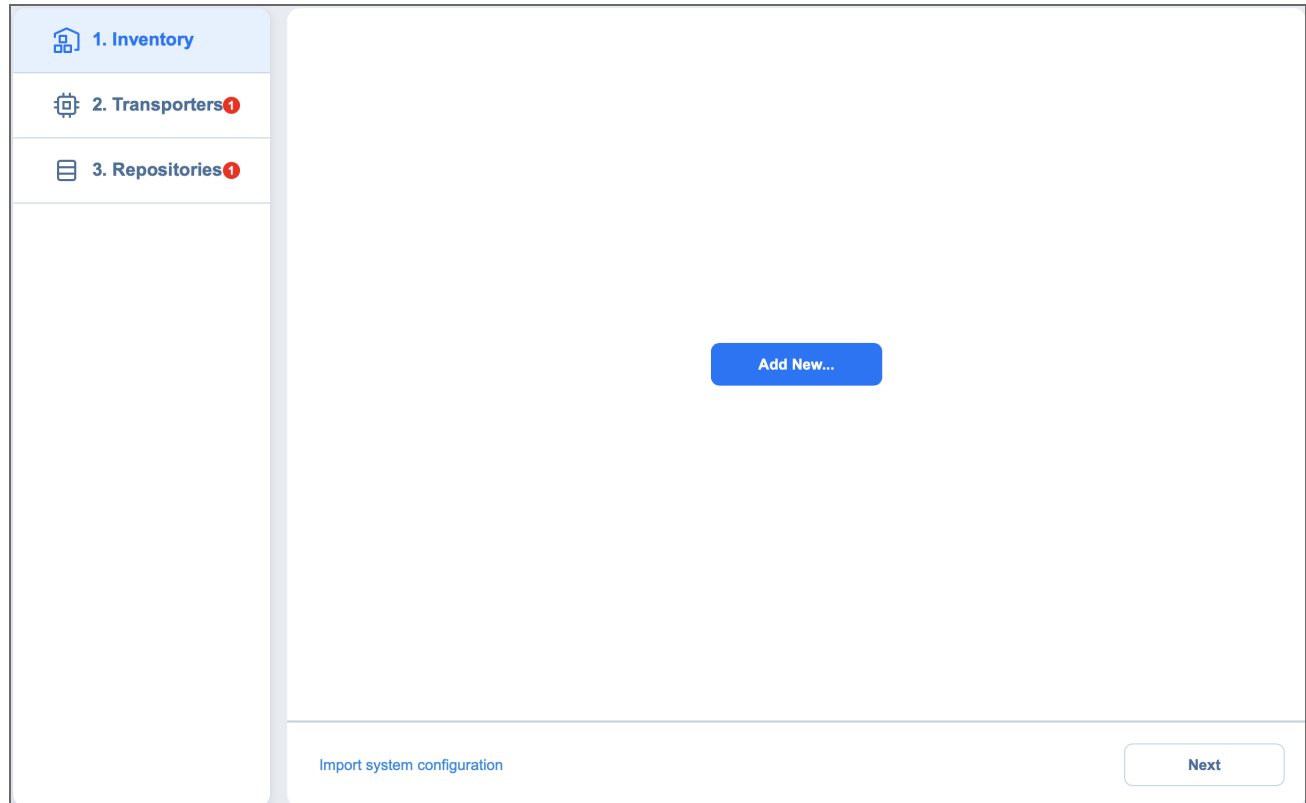 1. Inventory
2. Transporters 1
3. Repositories 1
Add New...
Import system configuration
Next